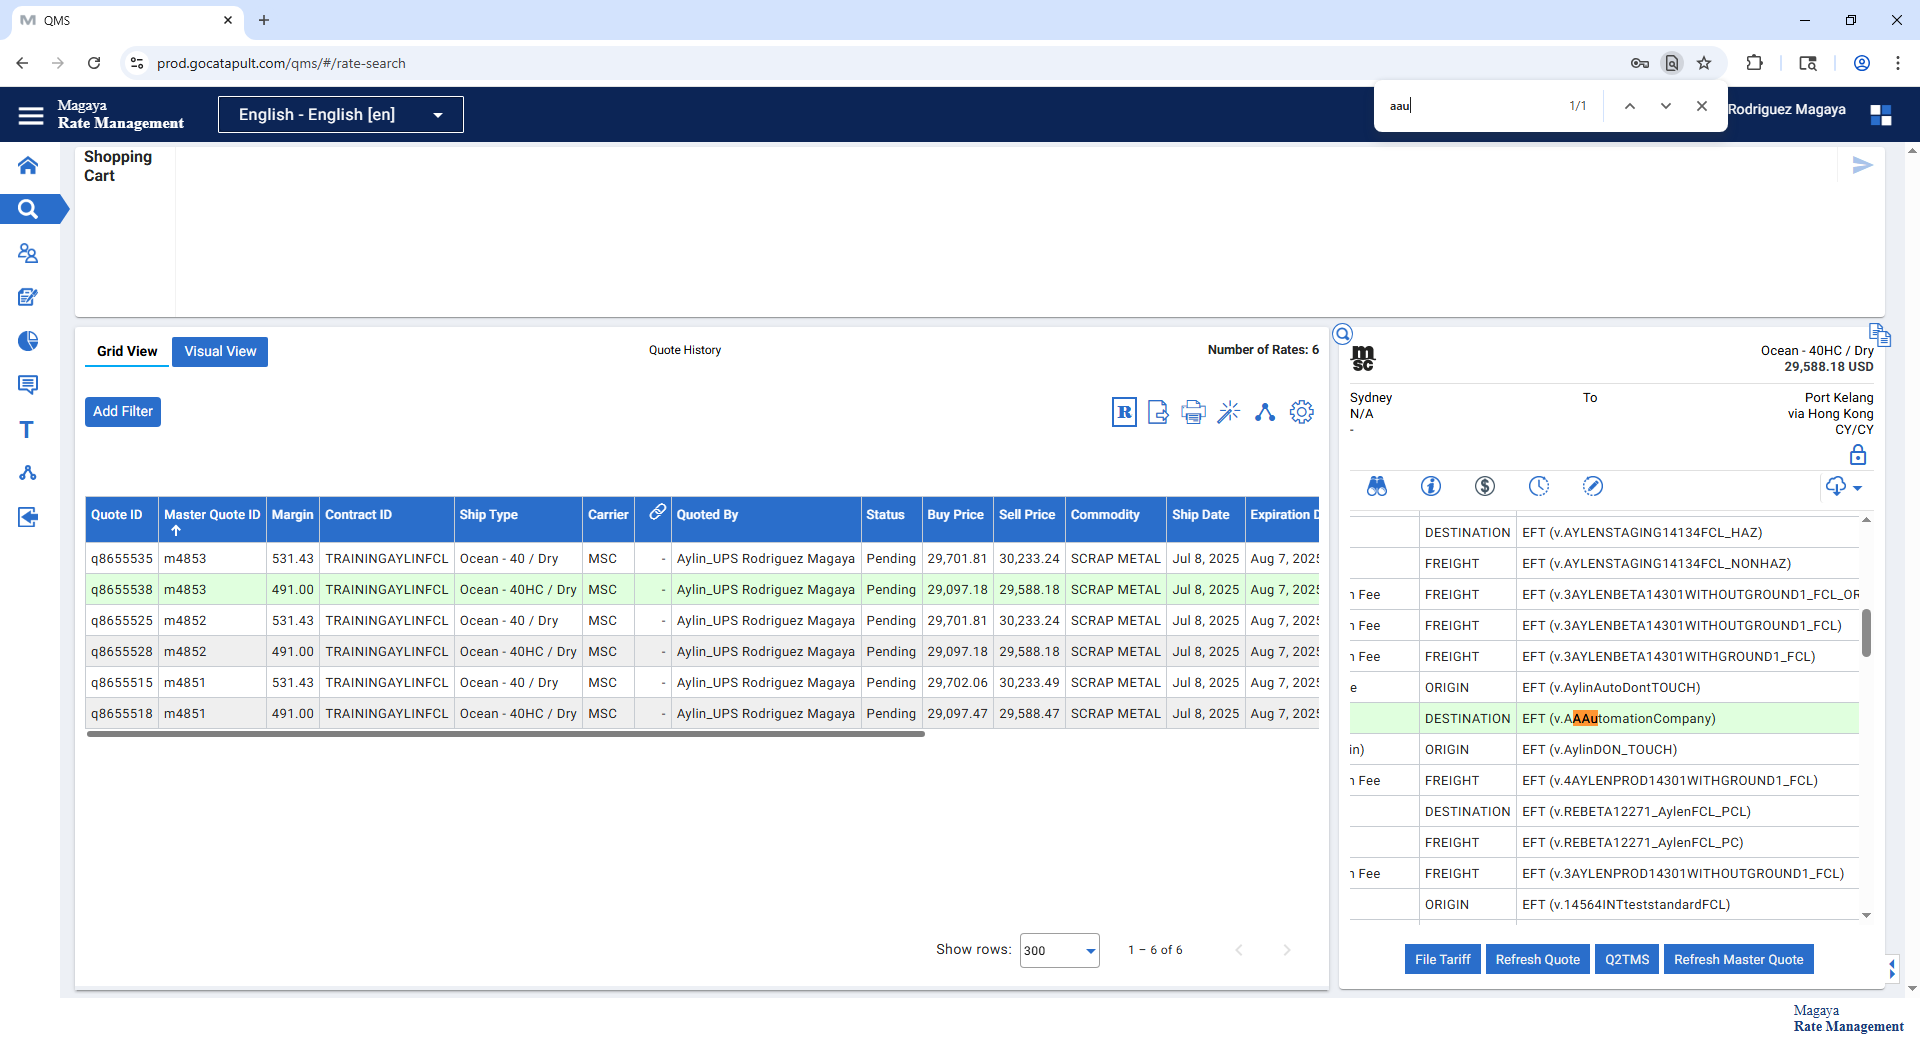 QMS
prod.gocatapult.com/qms/#/rate-search
aau
1/1
Magaya
Rate Management
English - English [en]
Rodriguez Magaya
Shopping
Cart
Grid View
Visual View
Quote History
Number of Rates: 6
Add Filter
R
Quote ID Master Quote ID Margin Contract ID Ship Type Carrier Quoted By Status Buy Price Sell Price Commodity Ship Date Expiration D
q8655535 m4853 531.43 TRAININGAYLINFCL Ocean - 40 / Dry MSC - Aylin_UPS Rodriguez Magaya Pending 29,701.81 30,233.24 SCRAP METAL Jul 8, 2025 Aug 7, 2025
q8655538 m4853 491.00 TRAININGAYLINFCL Ocean - 40HC / Dry MSC - Aylin_UPS Rodriguez Magaya Pending 29,097.18 29,588.18 SCRAP METAL Jul 8, 2025 Aug 7, 2025
q8655525 m4852 531.43 TRAININGAYLINFCL Ocean - 40 / Dry MSC - Aylin_UPS Rodriguez Magaya Pending 29,701.81 30,233.24 SCRAP METAL Jul 8, 2025 Aug 7, 2025
q8655528 m4852 491.00 TRAININGAYLINFCL Ocean - 40HC / Dry MSC - Aylin_UPS Rodriguez Magaya Pending 29,097.18 29,588.18 SCRAP METAL Jul 8, 2025 Aug 7, 2025
q8655515 m4851 531.43 TRAININGAYLINFCL Ocean - 40 / Dry MSC - Aylin_UPS Rodriguez Magaya Pending 29,702.06 30,233.49 SCRAP METAL Jul 8, 2025 Aug 7, 2025
q8655518 m4851 491.00 TRAININGAYLINFCL Ocean - 40HC / Dry MSC - Aylin_UPS Rodriguez Magaya Pending 29,097.47 29,588.47 SCRAP METAL Jul 8, 2025 Aug 7, 2025
Show rows: 300 1 – 6 of 6
msc
Ocean - 40HC / Dry
29,588.18 USD
Sydney To Port Kelang
N/A via Hong Kong
- CY/CY
DESTINATION EFT (v.AYLENSTAGING14134FCL_HAZ)
FREIGHT EFT (v.AYLENSTAGING14134FCL_NONHAZ)
n Fee FREIGHT EFT (v.3AYLENBETA14301WITHOUTGROUND1_FCL_OR
n Fee FREIGHT EFT (v.3AYLENBETA14301WITHOUTGROUND1_FCL)
n Fee FREIGHT EFT (v.3AYLENBETA14301WITHGROUND1_FCL)
e ORIGIN EFT (v.AylinAutoDontTOUCH)
DESTINATION EFT (v.AAAutomationCompany)
in) ORIGIN EFT (v.AylinDON_TOUCH)
n Fee FREIGHT EFT (v.4AYLENPROD14301WITHGROUND1_FCL)
DESTINATION EFT (v.REBETA12271_AylenFCL_PCL)
FREIGHT EFT (v.REBETA12271_AylenFCL_PC)
n Fee FREIGHT EFT (v.3AYLENPROD14301WITHOUTGROUND1_FCL)
ORIGIN EFT (v.14564INTteststandardFCL)
File Tariff
Refresh Quote
Q2TMS
Refresh Master Quote
Magaya
Rate Management